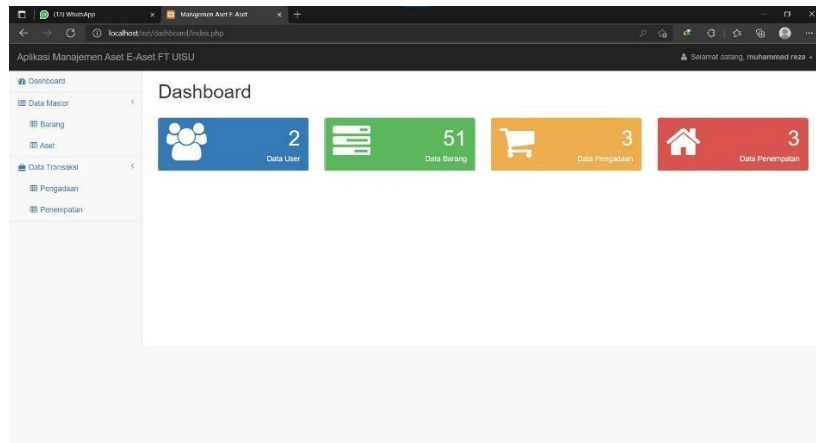 (13) WhatsApp
Manajemen Aset E-Aset
localhost/ast/dashboard/index.php
Aplikasi Manajemen Aset E-Aset FT UISU
Selamat datang, muhammad reza
Dashboard
Data Master
Barang
Aset
Data Transaksi
Pengadaan
Penempatan
Dashboard
2
Data User
51
Data Barang
3
Data Pengadaan
3
Data Penempatan